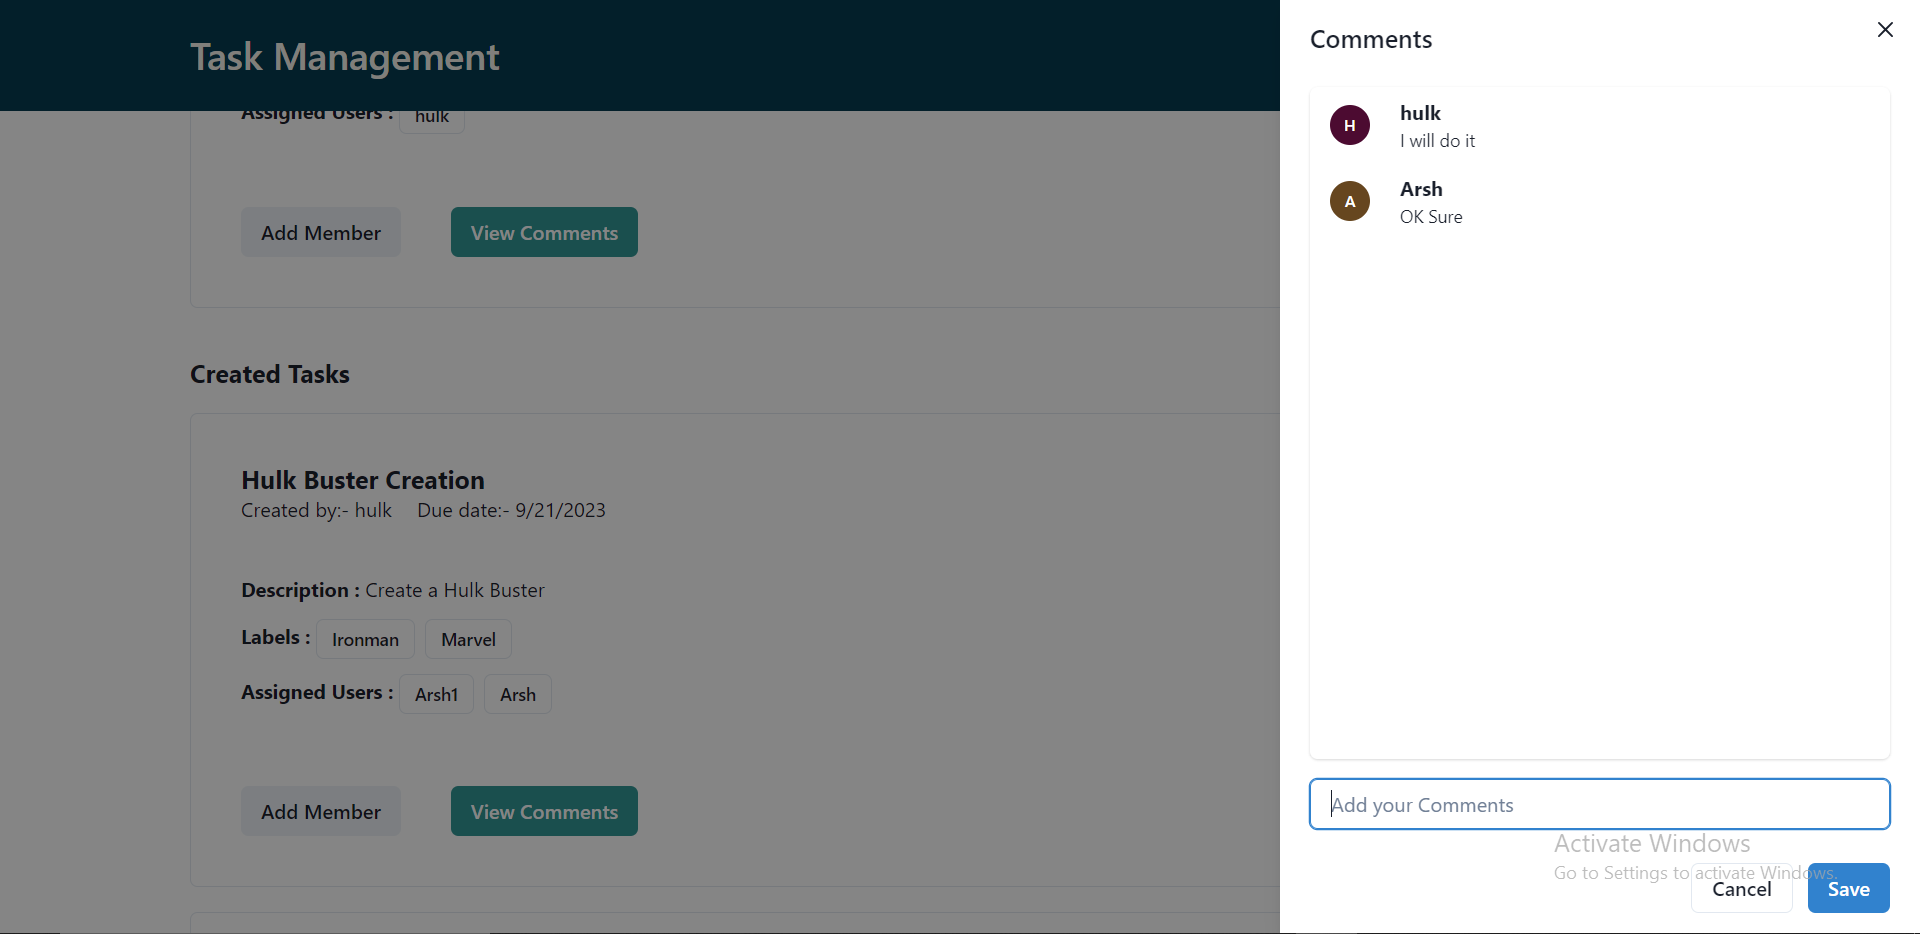 Task Management
Assigned Users : hulk
Add Member View Comments
Created Tasks
Hulk Buster Creation
Created by:- hulk Due date:- 9/21/2023
Description : Create a Hulk Buster
Labels : Ironman Marvel
Assigned Users : Arsh1 Arsh
Add Member View Comments
Comments
H hulk
I will do it
A Arsh
OK Sure
Add your Comments
Activate Windows
Go to Settings to activate Windows.
Cancel Save